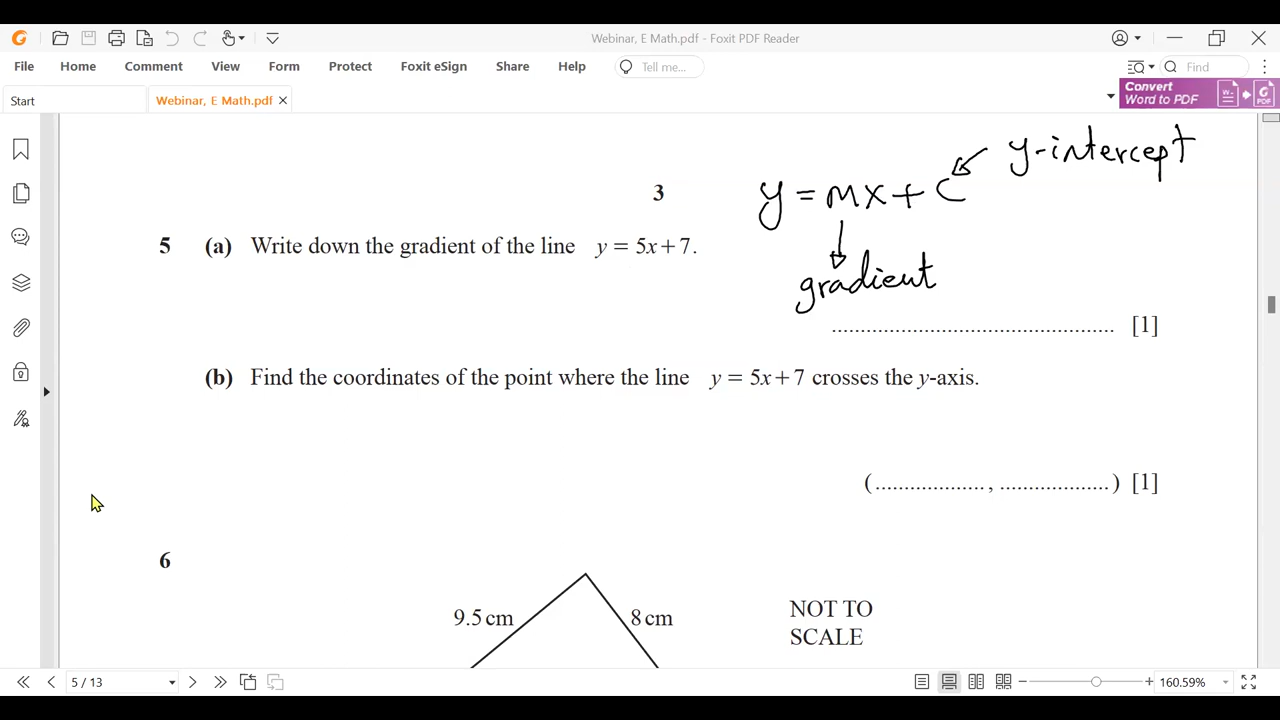 Webinar, E Math.pdf - Foxit PDF Reader
File Home Comment View Form Protect Foxit eSign Share Help Tell me... Find
Start Webinar, E Math.pdf
Convert
Word to PDF
y-intercept
3
y = mx + c
5 (a) Write down the gradient of the line y = 5x + 7.
gradient
.................................................. [1]
(b) Find the coordinates of the point where the line y = 5x + 7 crosses the y-axis.
(...................., ....................) [1]
6
9.5 cm
8 cm
NOT TO
SCALE
5 / 13
160.59%